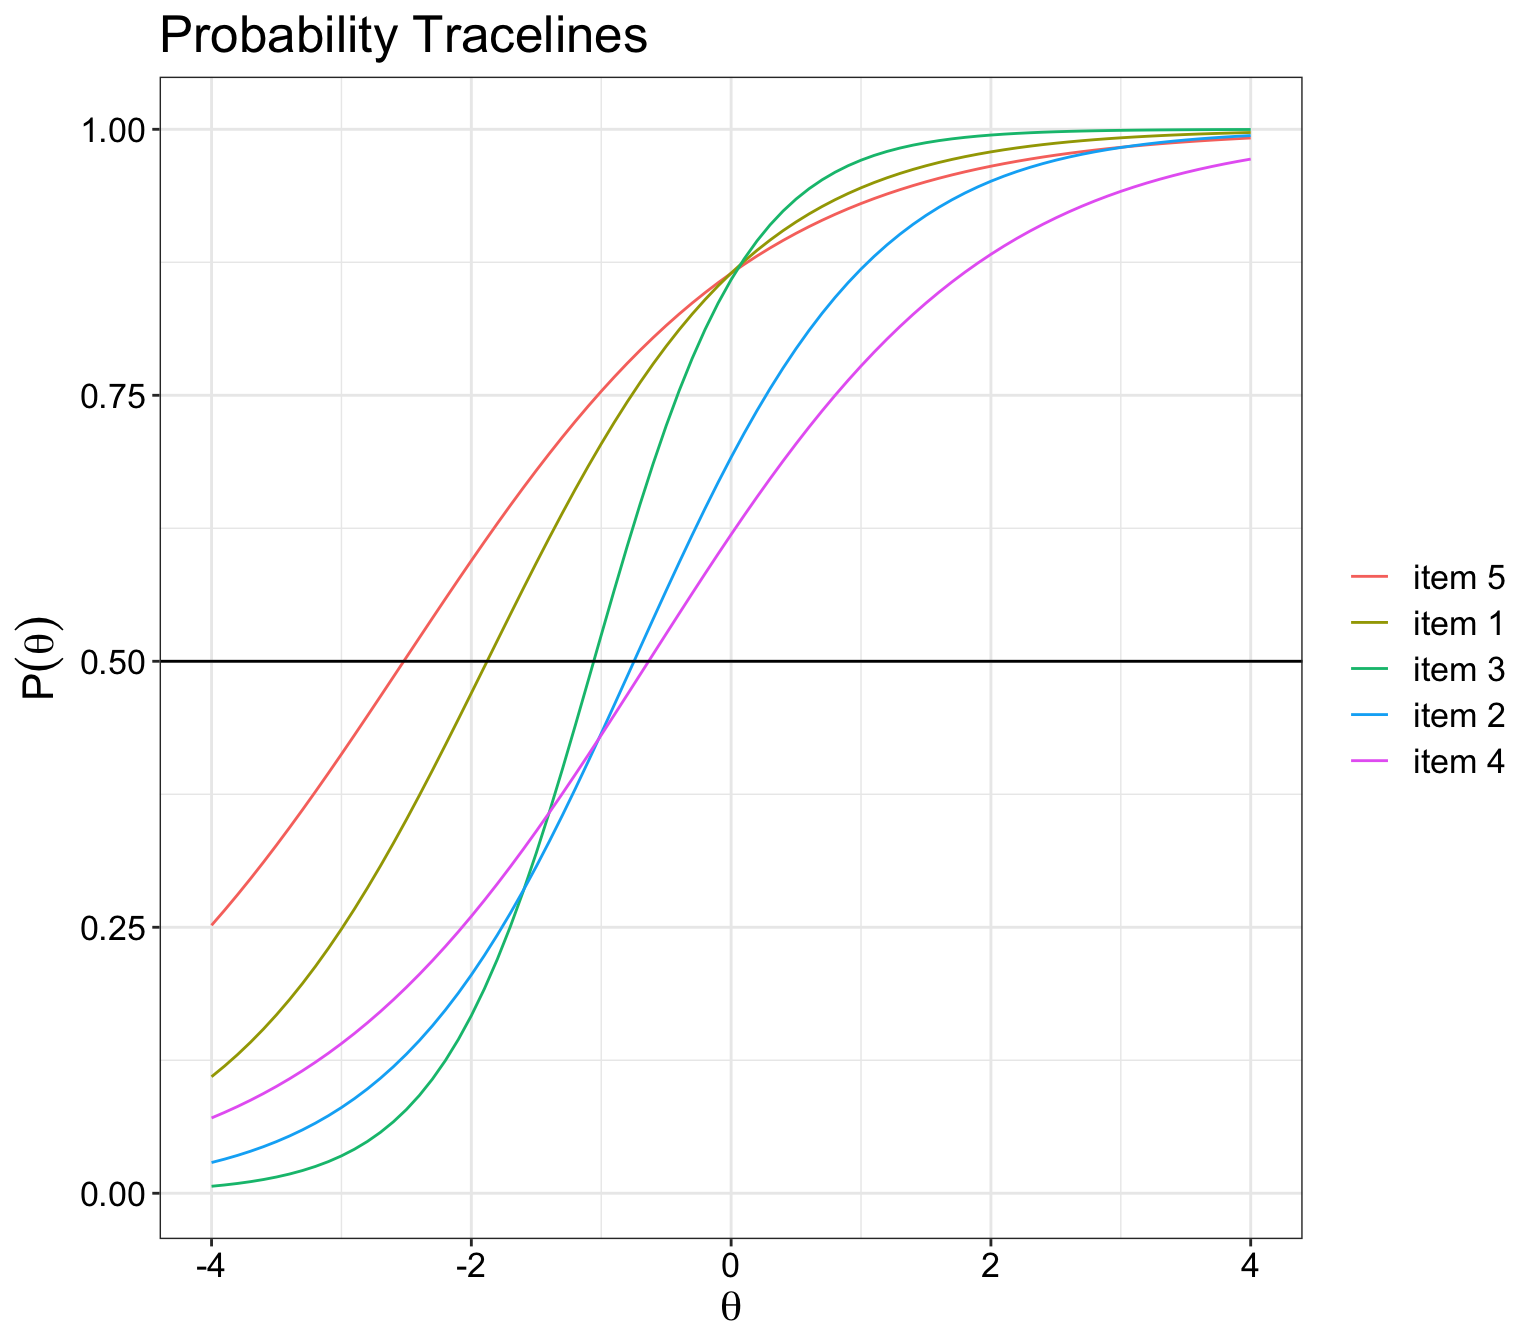 Probability Tracelines
P(θ)
1.00
0.75
0.50
0.25
0.00
-4 -2 0 2 4
θ
item 5
item 1
item 3
item 2
item 4